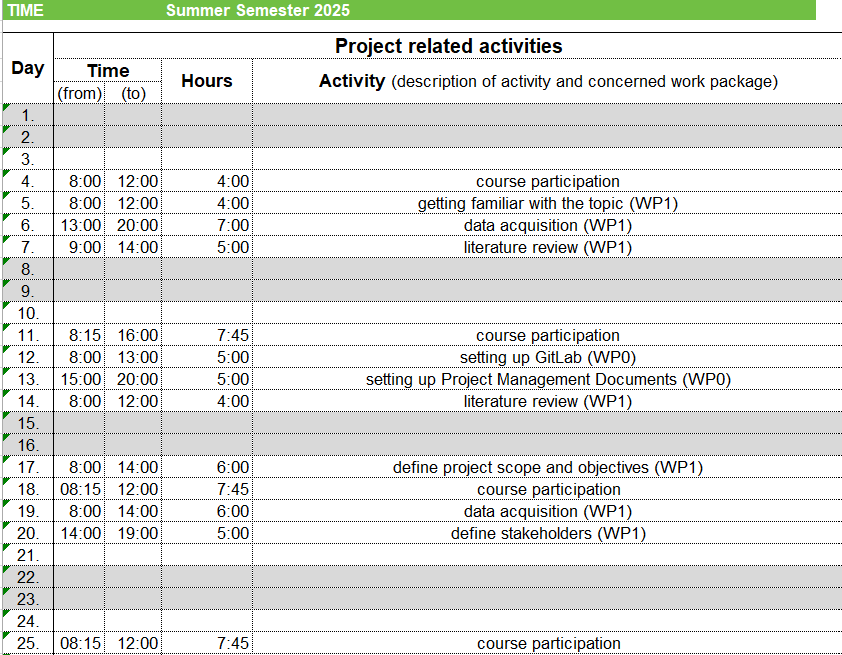 TIME Summer Semester 2025
Project related activities
Day Time Hours Activity (description of activity and concerned work package)
(from) (to)
1.
2.
3.
4. 8:00 12:00 4:00 course participation
5. 8:00 12:00 4:00 getting familiar with the topic (WP1)
6. 13:00 20:00 7:00 data acquisition (WP1)
7. 9:00 14:00 5:00 literature review (WP1)
8.
9.
10.
11. 8:15 16:00 7:45 course participation
12. 8:00 13:00 5:00 setting up GitLab (WP0)
13. 15:00 20:00 5:00 setting up Project Management Documents (WP0)
14. 8:00 12:00 4:00 literature review (WP1)
15.
16.
17. 8:00 14:00 6:00 define project scope and objectives (WP1)
18. 08:15 12:00 7:45 course participation
19. 8:00 14:00 6:00 data acquisition (WP1)
20. 14:00 19:00 5:00 define stakeholders (WP1)
21.
22.
23.
24.
25. 08:15 12:00 7:45 course participation